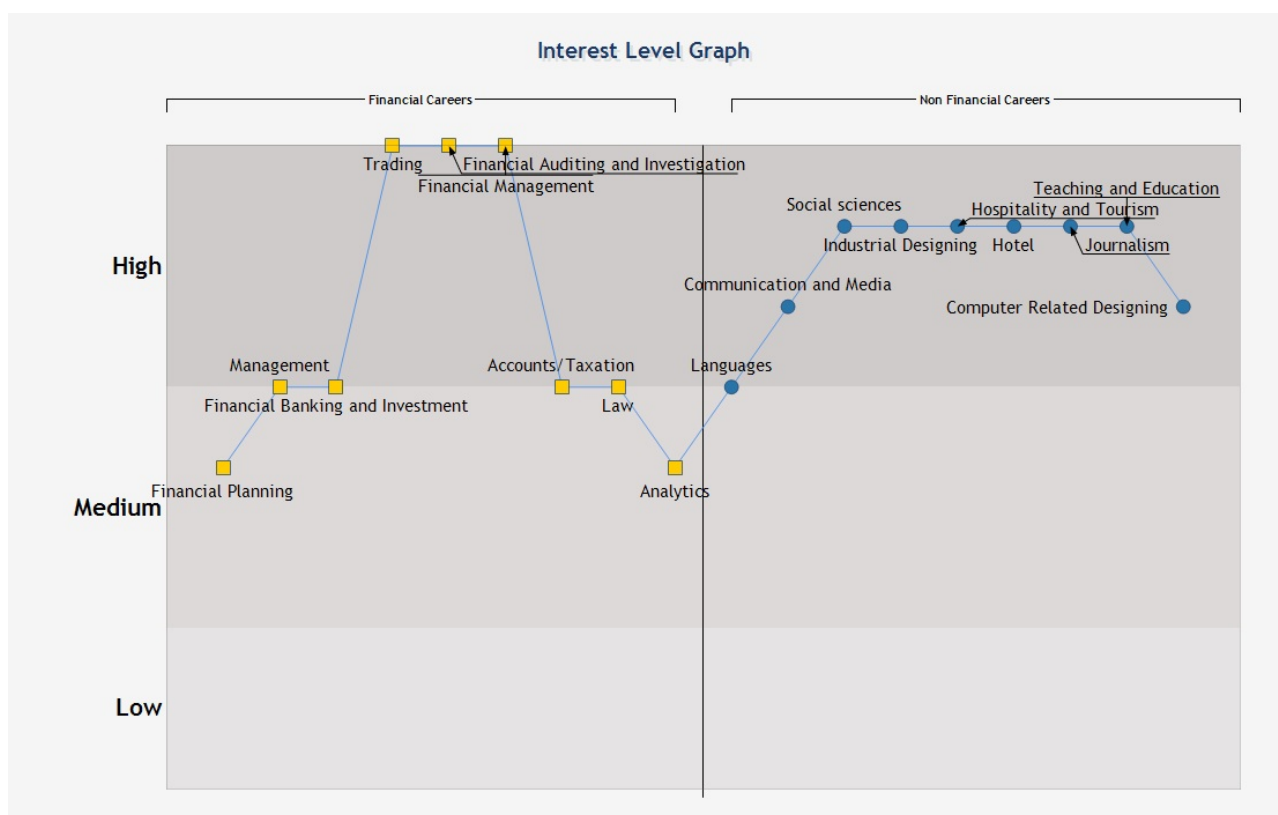 Interest Level Graph
Financial Careers
Non Financial Careers
Trading
Financial Auditing and Investigation
Financial Management
Teaching and Education
Social sciences
Hospitality and Tourism
Industrial Designing
Hotel
Journalism
High
Communication and Media
Computer Related Designing
Management
Accounts/Taxation
Languages
Financial Banking and Investment
Law
Financial Planning
Analytics
Medium
Low